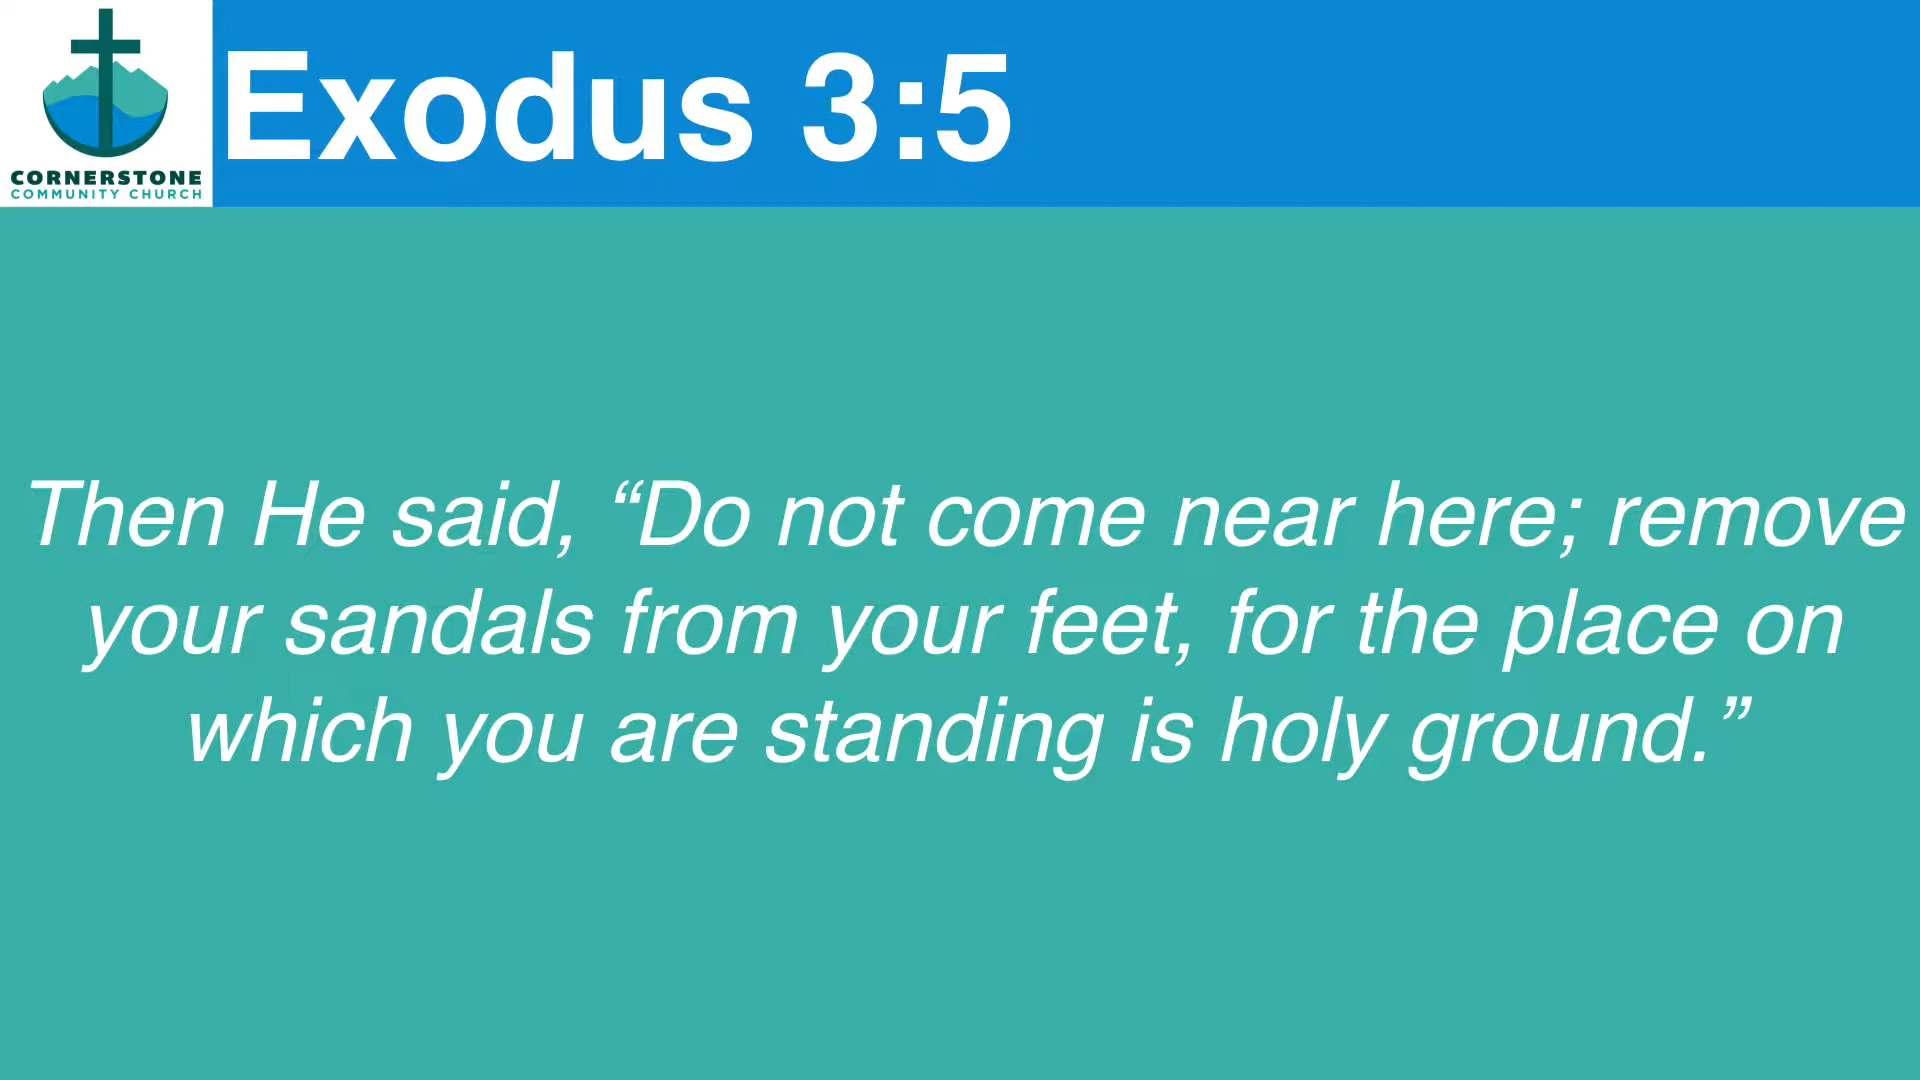 CORNERSTONE
COMMUNITY CHURCH
Exodus 3:5
Then He said, “Do not come near here; remove
your sandals from your feet, for the place on
which you are standing is holy ground.”